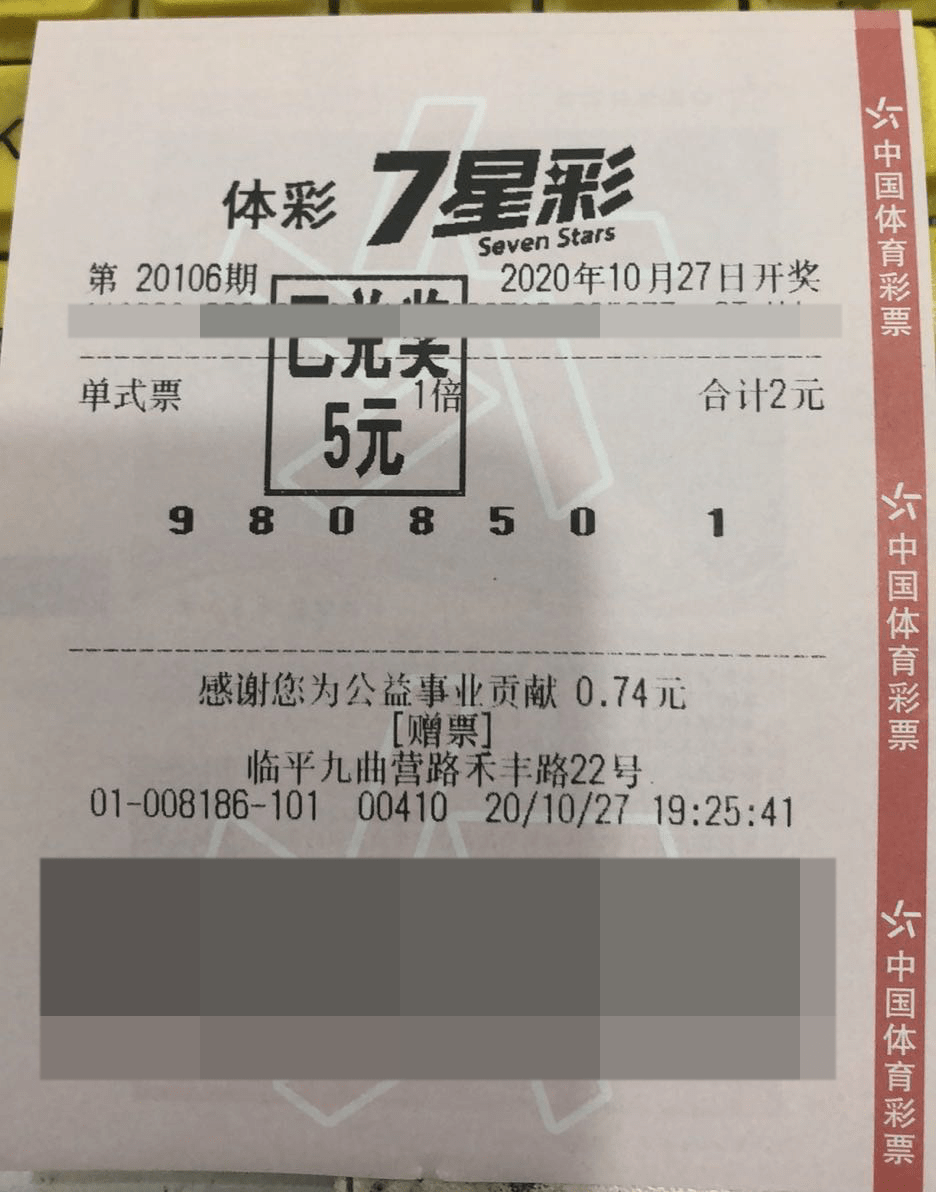 体彩 7星彩
Seven Stars
第 20106期 2020年10月27日开奖
已兑奖
单式票 1倍 合计2元
5元
9 8 0 8 5 0 1
感谢您为公益事业贡献 0.74元
[赠票]
临平九曲营路禾丰路22号
01-008186-101 00410 20/10/27 19:25:41
中国体育彩票
中国体育彩票
中国体育彩票